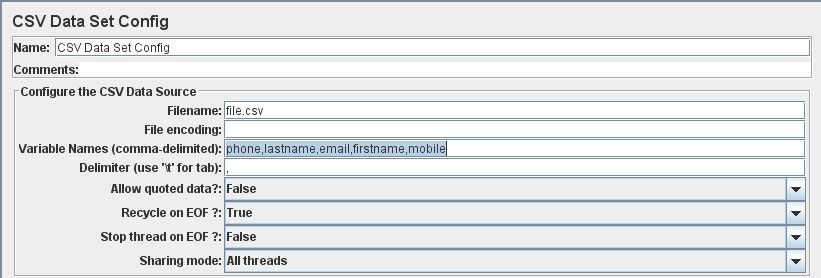 CSV Data Set Config
Name: CSV Data Set Config
Comments:
Configure the CSV Data Source
Filename: file.csv
File encoding:
Variable Names (comma-delimited): phone,lastname,email,firstname,mobile
Delimiter (use '\t' for tab): ,
Allow quoted data?: False
Recycle on EOF ?: True
Stop thread on EOF ?: False
Sharing mode: All threads